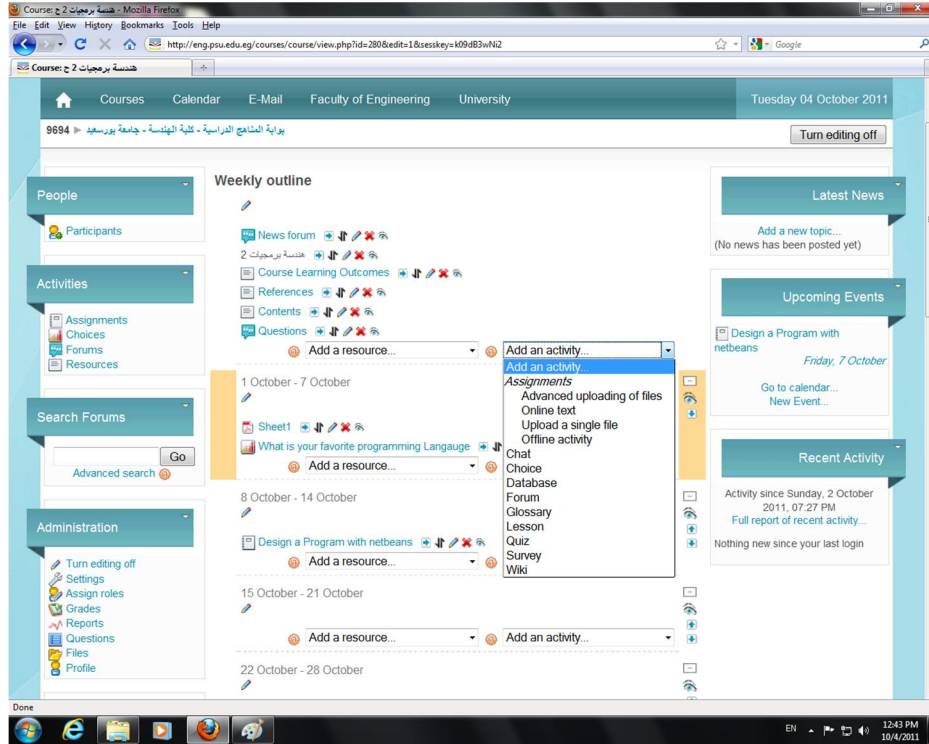 Course: هندسة برمجيات 2 ح - Mozilla Firefox
File Edit View History Bookmarks Tools Help
http://eng.psu.edu.eg/courses/course/view.php?id=280&edit=1&sesskey=k09dB3wNi2
Google
Course: هندسة برمجيات 2 ح
Courses Calendar E-Mail Faculty of Engineering University Tuesday 04 October 2011
بوابة المناهج الدراسية - كلية الهندسة - جامعة بورسعيد ◄ 9694
Turn editing off
People
Participants
Activities
Assignments
Choices
Forums
Resources
Search Forums
Go
Advanced search
Administration
Turn editing off
Settings
Assign roles
Grades
Reports
Questions
Files
Profile
Weekly outline
News forum
هندسة برمجيات 2
Course Learning Outcomes
References
Contents
Questions
Add a resource... Add an activity...
Add an activity...
Assignments
Advanced uploading of files
Online text
Upload a single file
Offline activity
Chat
Choice
Database
Forum
Glossary
Lesson
Quiz
Survey
Wiki
1 October - 7 October
Sheet1
What is your favorite programming Langauge
Add a resource...
8 October - 14 October
Design a Program with netbeans
Add a resource...
15 October - 21 October
Add a resource... Add an activity...
22 October - 28 October
Latest News
Add a new topic...
(No news has been posted yet)
Upcoming Events
Design a Program with
netbeans
Friday, 7 October
Go to calendar...
New Event...
Recent Activity
Activity since Sunday, 2 October
2011, 07:27 PM
Full report of recent activity...
Nothing new since your last login
Done
EN
12:43 PM
10/4/2011